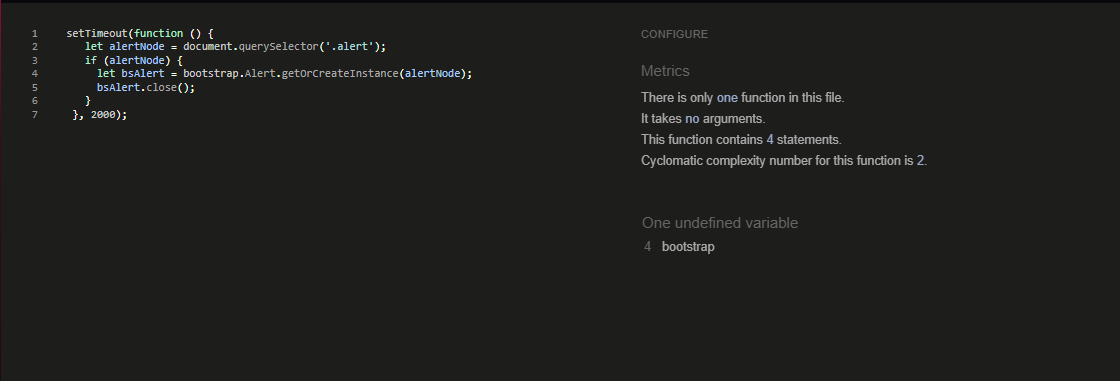 1 setTimeout(function () {
2 let alertNode = document.querySelector('.alert');
3 if (alertNode) {
4 let bsAlert = bootstrap.Alert.getOrCreateInstance(alertNode);
5 bsAlert.close();
6 }
7 }, 2000);
CONFIGURE
Metrics
There is only one function in this file.
It takes no arguments.
This function contains 4 statements.
Cyclomatic complexity number for this function is 2.
One undefined variable
4 bootstrap